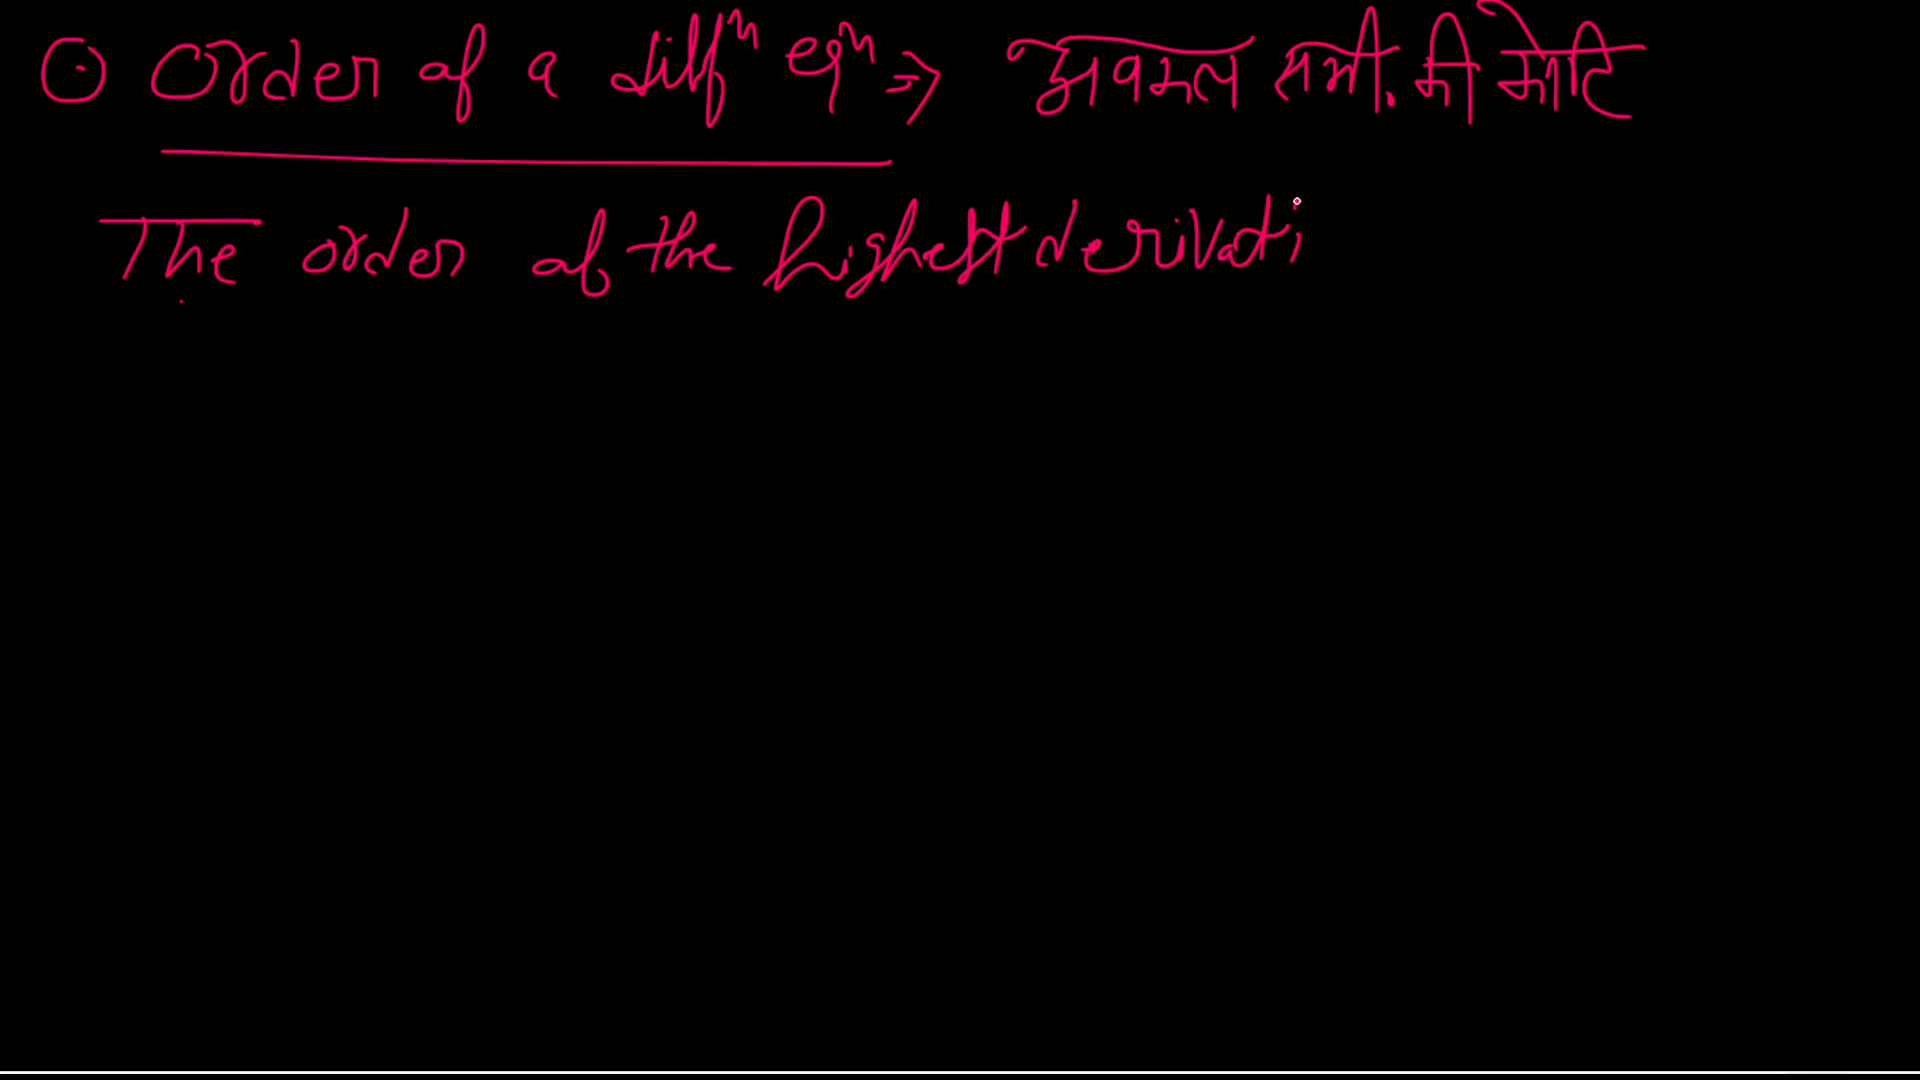 ⊙ Order of a diffⁿ eqⁿ ⇒ अवकल समी. की कोटि
The order of the highest derivati